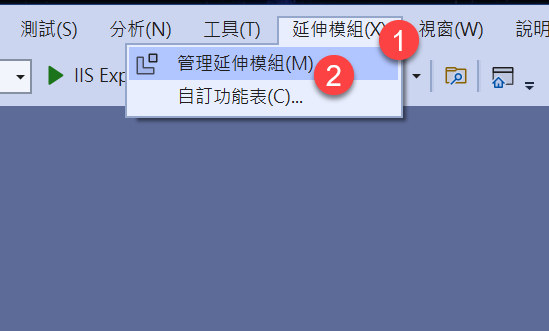 測試(S) 分析(N) 工具(T) 延伸模組(X) 1 視窗(W) 說明
IIS Exp
管理延伸模組(M) 2
自訂功能表(C)...